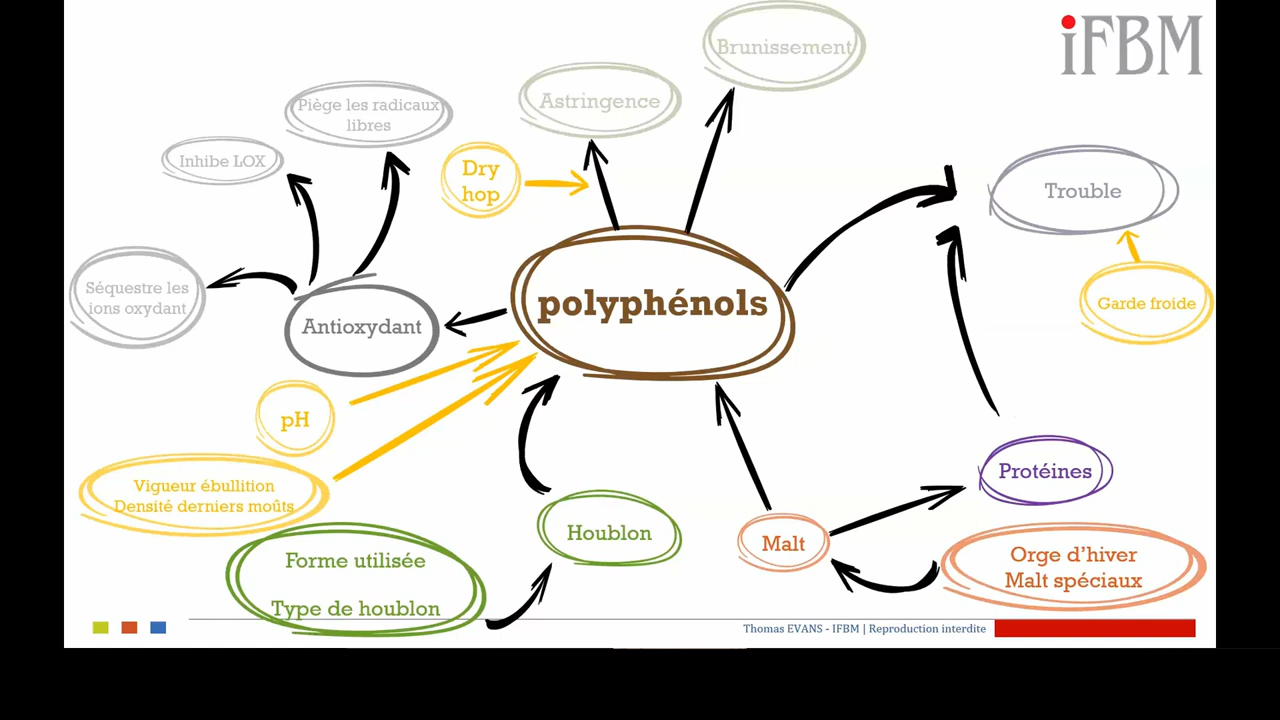 iFBM
Brunissement
Astringence
Piège les radicaux
libres
Inhibe LOX
Dry
hop
Trouble
Séquestre les
ions oxydant
Antioxydant
polyphénols
Garde froide
pH
Vigueur ébullition
Densité derniers moûts
Protéines
Houblon
Malt
Forme utilisée
Type de houblon
Orge d'hiver
Malt spéciaux
Thomas EVANS - IFBM | Reproduction interdite